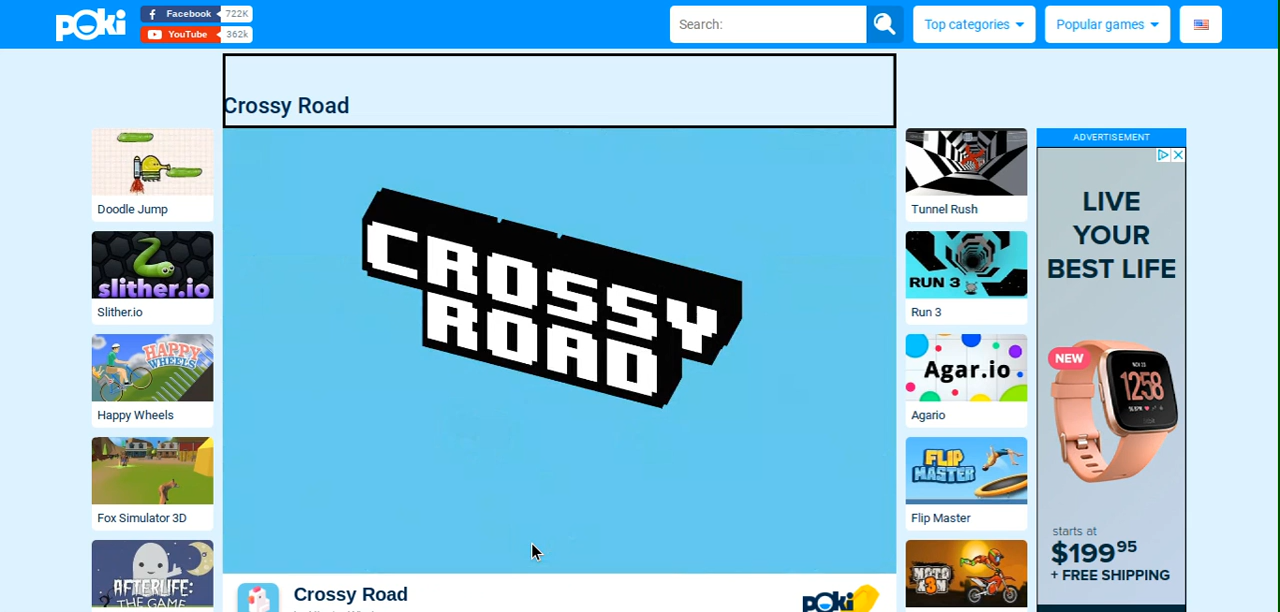 POKI
Facebook 722K
YouTube 362k
Search:
Top categories
Popular games
Crossy Road
CROSSY
ROAD
Doodle Jump
slither.io
Slither.io
HAPPY
WHEELS
Happy Wheels
Fox Simulator 3D
AFTERLIFE:
THE GAME
Tunnel Rush
RUN 3
Run 3
Agar.io
Agario
FLIP
MASTER
Flip Master
MOTO
X3M
ADVERTISEMENT
LIVE
YOUR
BEST LIFE
NEW
1258
starts at
$199 95
+ FREE SHIPPING
Crossy Road
POKI